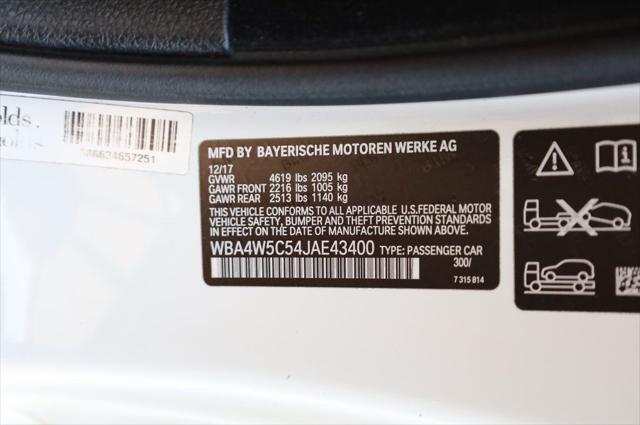 olds.
586634657251
MFD BY BAYERISCHE MOTOREN WERKE AG
12/17
GVWR 4619 lbs 2095 kg
GAWR FRONT 2216 lbs 1005 kg
GAWR REAR 2513 lbs 1140 kg
THIS VEHICLE CONFORMS TO ALL APPLICABLE U.S.FEDERAL MOTOR
VEHICLE SAFETY, BUMPER, AND THEFT PREVENTION STANDARDS
IN EFFECT ON THE DATE OF MANUFACTURE SHOWN ABOVE.
WBA4W5C54JAE43400 TYPE: PASSENGER CAR
300/
7 315 814